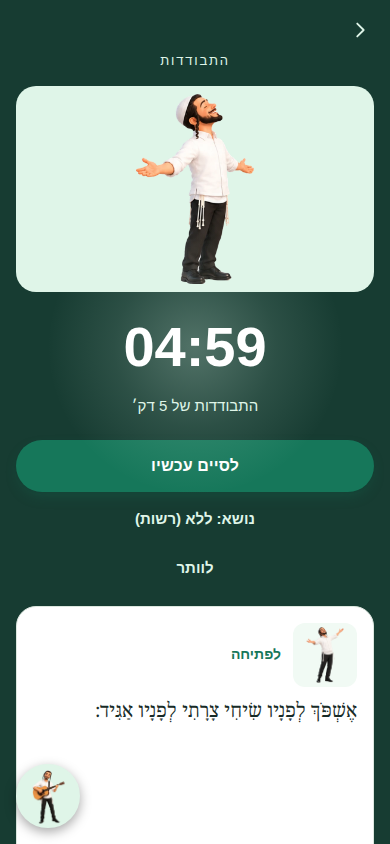 התבודדות
04:59
התבודדות של 5 דק׳
לסיים עכשיו
נושא: ללא (רשות)
לוותר
לפתיחה
אֶשְׁפֹּךְ לְפָנָיו שִׂיחִי צָרָתִי לְפָנָיו אַגִּיד: